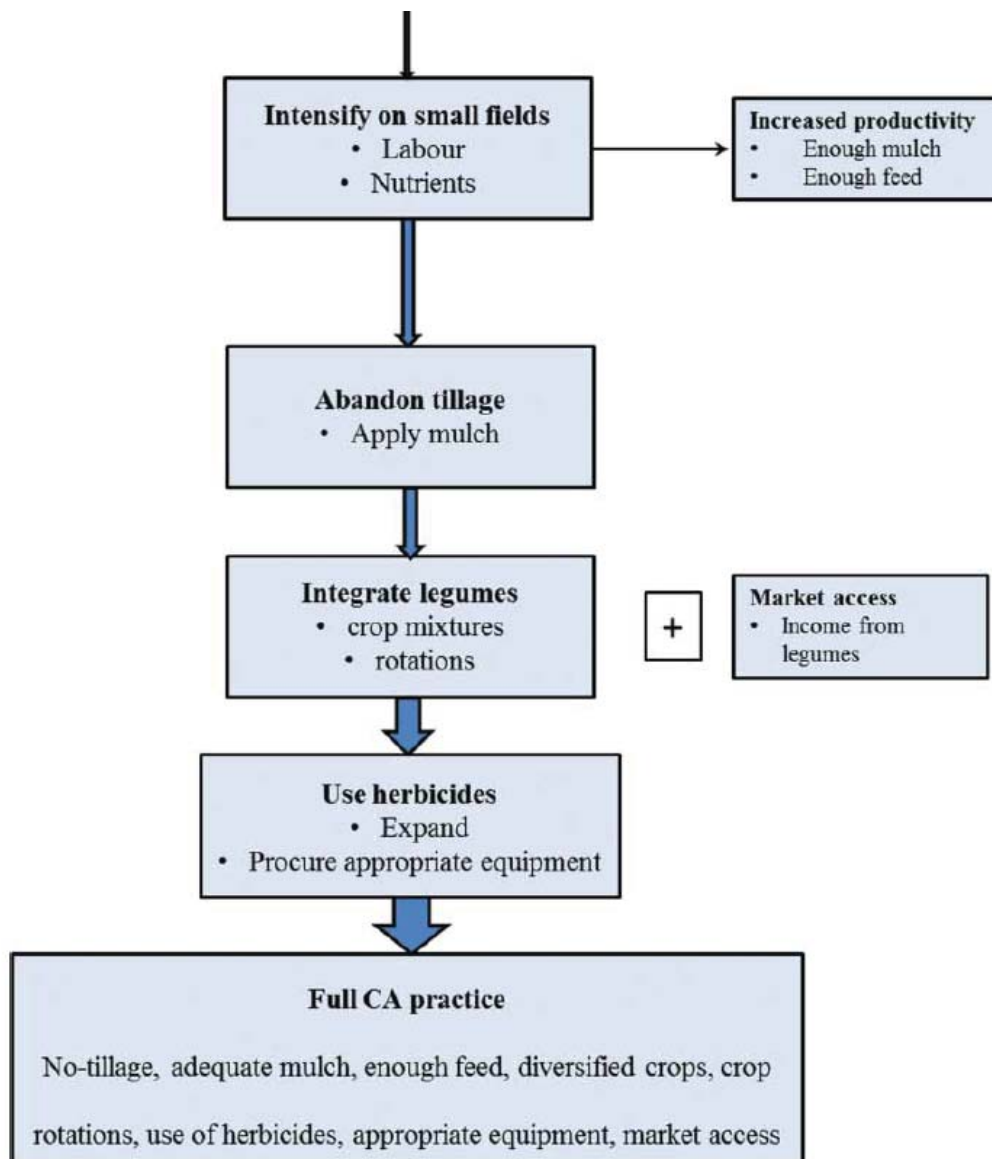 Intensify on small fields
• Labour
• Nutrients
Increased productivity
• Enough mulch
• Enough feed
Abandon tillage
• Apply mulch
Integrate legumes
• crop mixtures
• rotations
+
Market access
• Income from
legumes
Use herbicides
• Expand
• Procure appropriate equipment
Full CA practice
No-tillage, adequate mulch, enough feed, diversified crops, crop
rotations, use of herbicides, appropriate equipment, market access